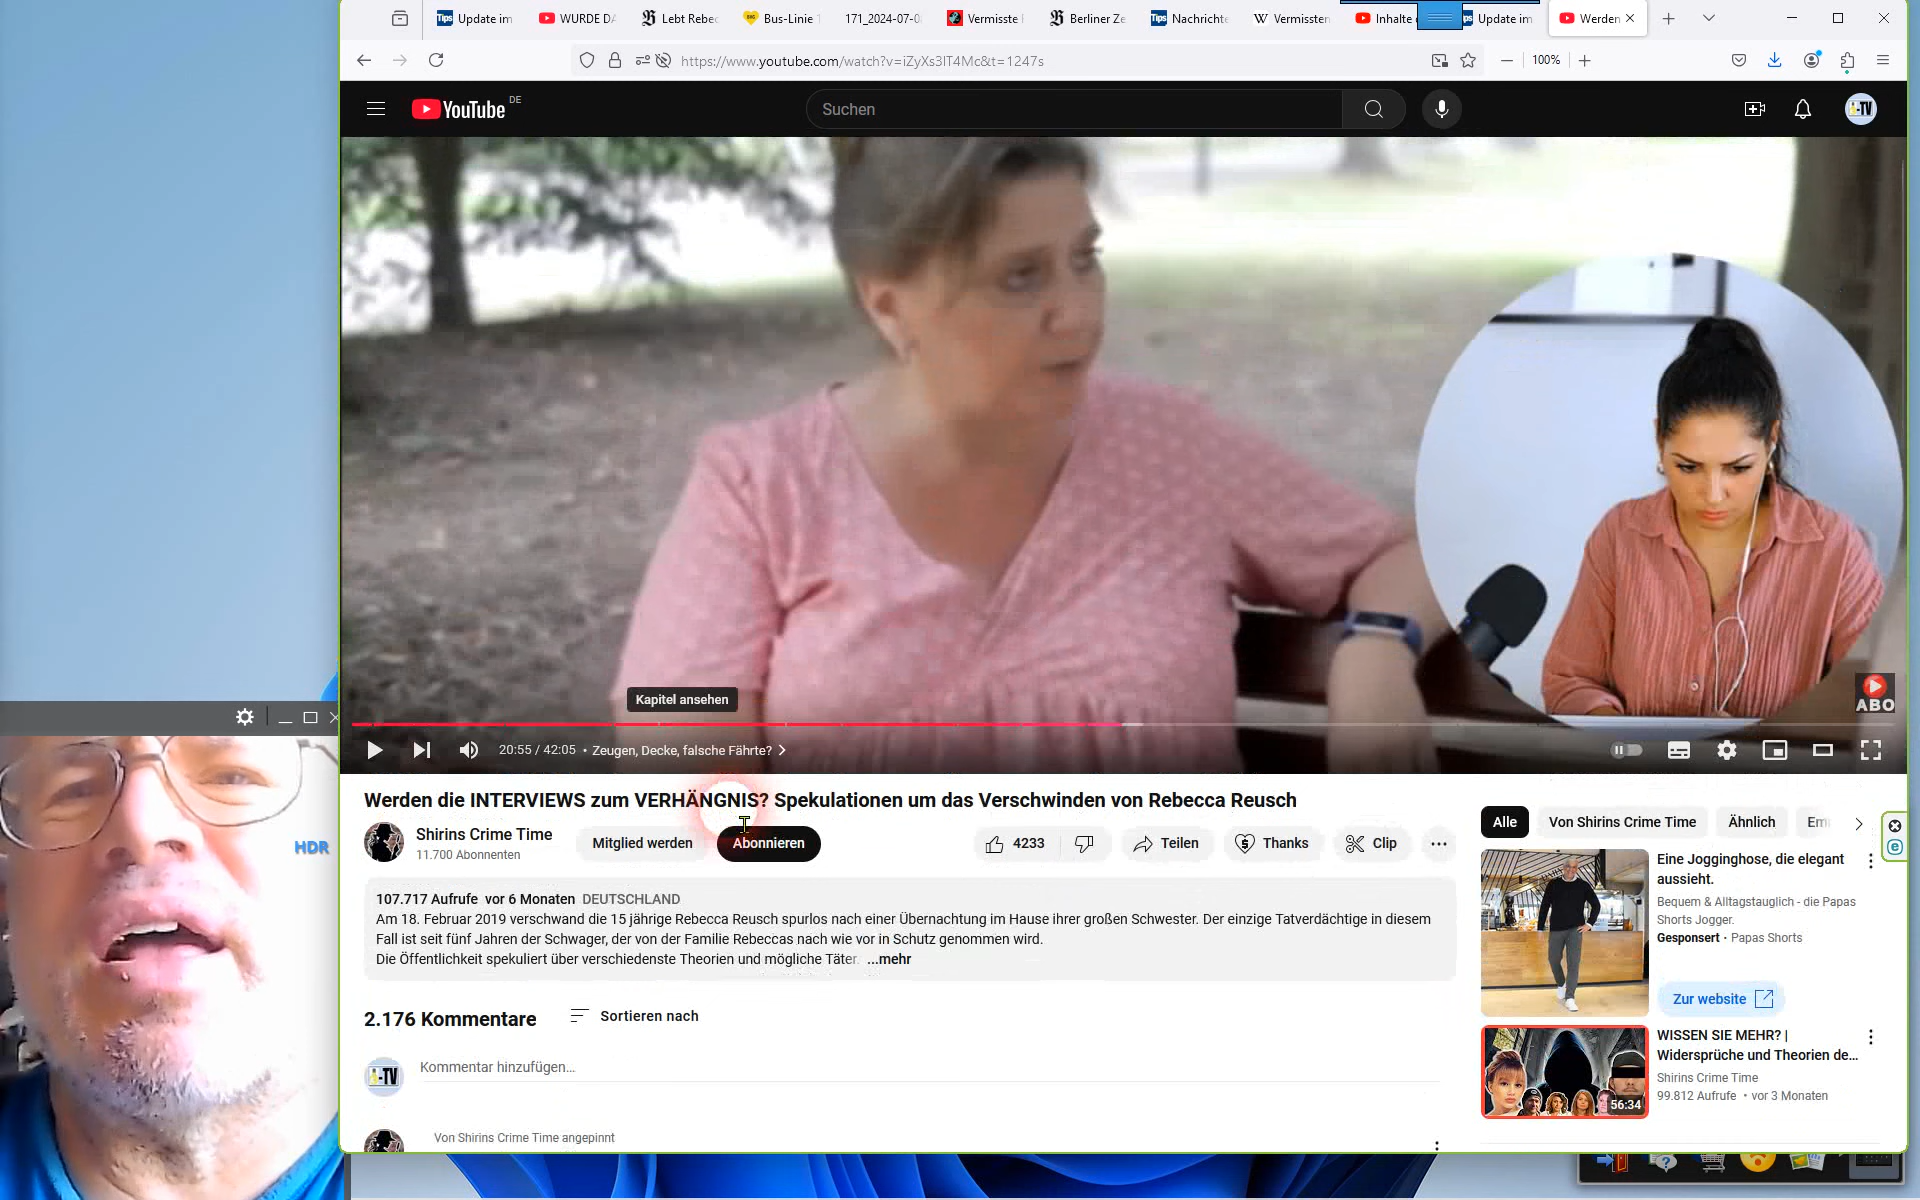 Update im
WURDE DA
Lebt Rebec
Bus-Linie 1
171_2024-07-0
Vermisste
Berliner Ze
Nachrichte
Vermissten
Inhalte
Update im
Werden
https://www.youtube.com/watch?v=iZyXs3IT4Mc&t=1247s
100%
YouTube DE
Suchen
i-TV
ABO
Kapitel ansehen
20:55 / 42:05 • Zeugen, Decke, falsche Fährte?
HDR
Werden die INTERVIEWS zum VERHÄNGNIS? Spekulationen um das Verschwinden von Rebecca Reusch
Shirins Crime Time
11.700 Abonnenten
Mitglied werden
Abonnieren
4233
Teilen
Thanks
Clip
107.717 Aufrufe vor 6 Monaten DEUTSCHLAND
Am 18. Februar 2019 verschwand die 15 jährige Rebecca Reusch spurlos nach einer Übernachtung im Hause ihrer großen Schwester. Der einzige Tatverdächtige in diesem
Fall ist seit fünf Jahren der Schwager, der von der Familie Rebeccas nach wie vor in Schutz genommen wird.
Die Öffentlichkeit spekuliert über verschiedenste Theorien und mögliche Täter. ...mehr
2.176 Kommentare
Sortieren nach
Kommentar hinzufügen...
Von Shirins Crime Time angepinnt
Alle
Von Shirins Crime Time
Ähnlich
Em
Eine Jogginghose, die elegant
aussieht.
Bequem & Alltagstauglich - die Papas
Shorts Jogger.
Gesponsert • Papas Shorts
Zur website
WISSEN SIE MEHR? |
Widersprüche und Theorien de...
Shirins Crime Time
99.812 Aufrufe • vor 3 Monaten
56:34